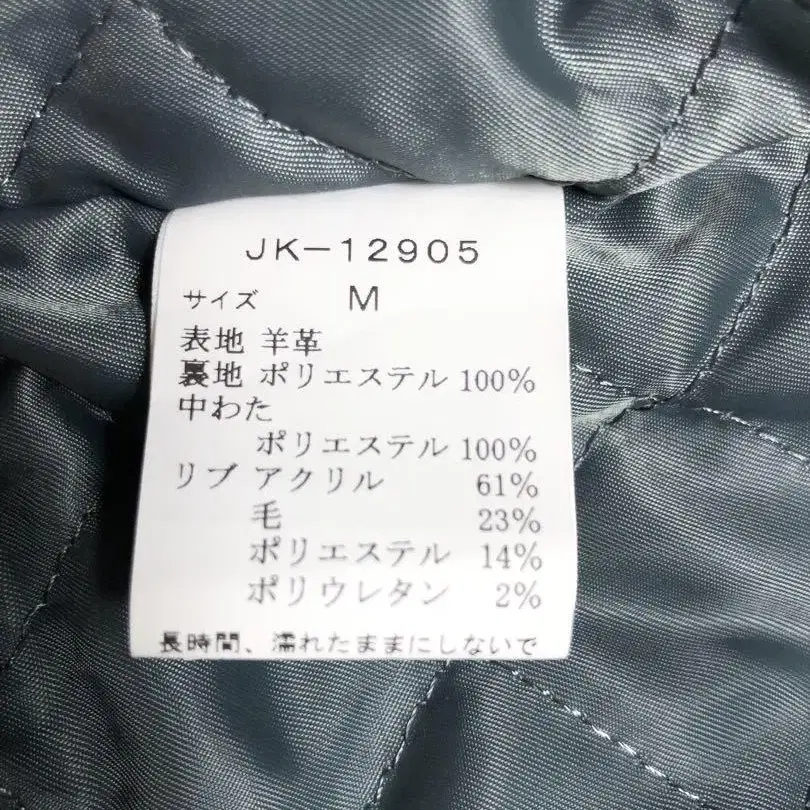 JK-12905
サイズ M
表地 羊革
裏地 ポリエステル 100%
中わた
ポリエステル 100%
リブ アクリル 61%
毛 23%
ポリエステル 14%
ポリウレタン 2%
長時間、濡れたままにしないで